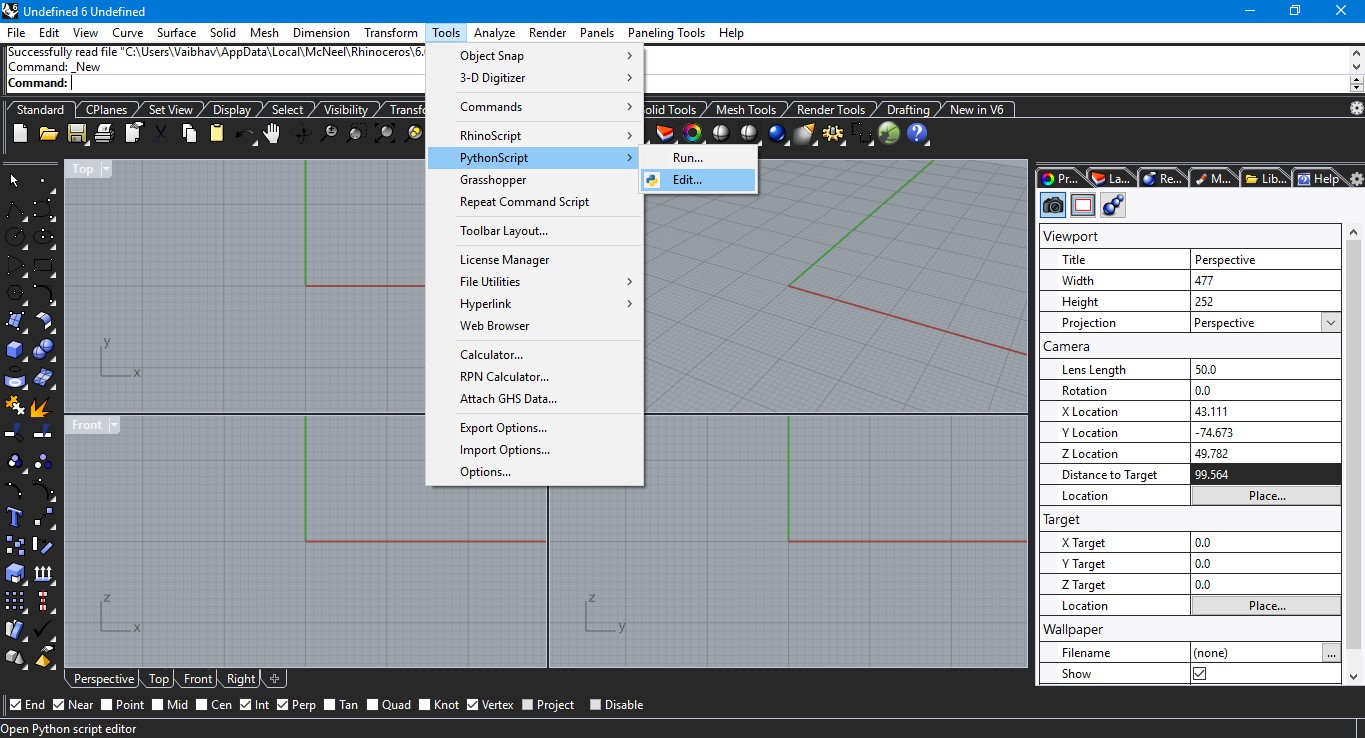 Undefined 6 Undefined
File Edit View Curve Surface Solid Mesh Dimension Transform Tools Analyze Render Panels Paneling Tools Help
Successfully read file "C:\Users\Vaibhav\AppData\Local\McNeel\Rhinoceros\6.
Command: _New
Command:
Standard CPlanes Set View Display Select Visibility Transf olid Tools Mesh Tools Render Tools Drafting New in V6
Object Snap
3-D Digitizer
Commands
RhinoScript
PythonScript
Grasshopper
Repeat Command Script
Toolbar Layout...
License Manager
File Utilities
Hyperlink
Web Browser
Calculator...
RPN Calculator...
Attach GHS Data...
Export Options...
Import Options...
Options...
Run...
Edit...
Top
y
x
Front
z
x
z
y
Pr... La... Re... M... Lib... Help
Viewport
Title Perspective
Width 477
Height 252
Projection Perspective
Camera
Lens Length 50.0
Rotation 0.0
X Location 43.111
Y Location -74.673
Z Location 49.782
Distance to Target 99.564
Location Place...
Target
X Target 0.0
Y Target 0.0
Z Target 0.0
Location Place...
Wallpaper
Filename (none) ...
Show
Perspective Top Front Right
End Near Point Mid Cen Int Perp Tan Quad Knot Vertex Project Disable
Open Python script editor